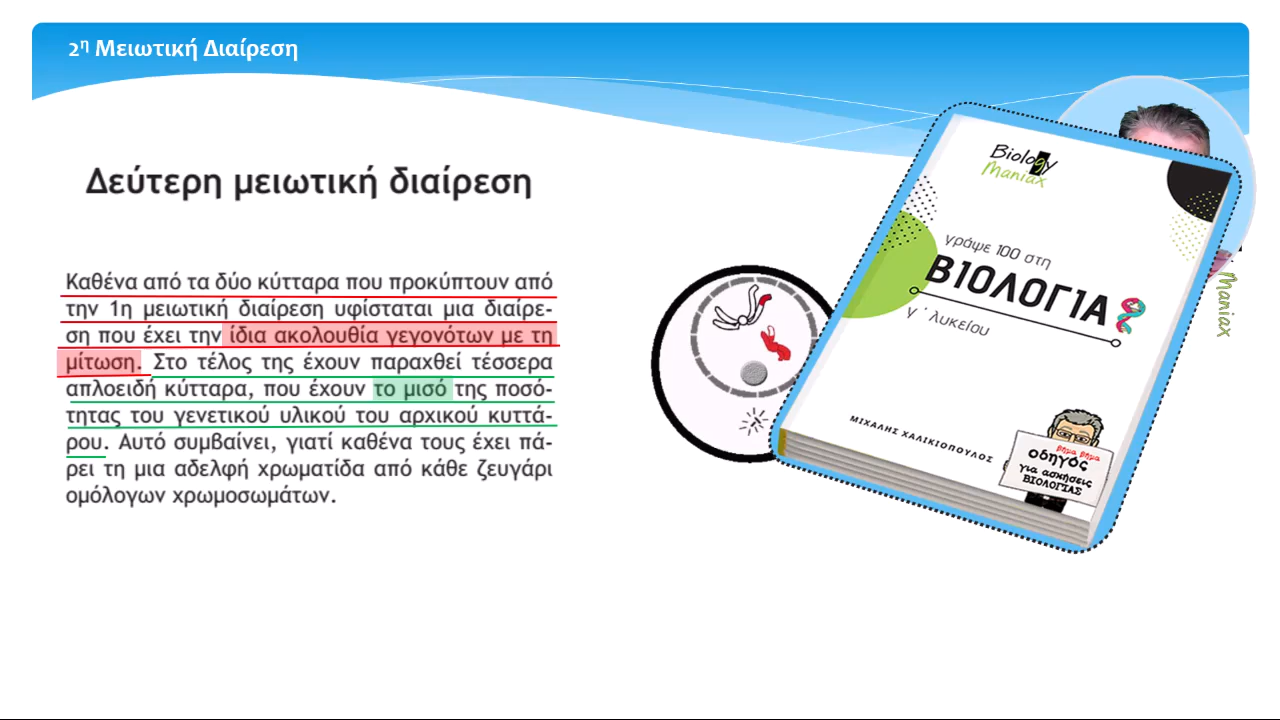 2η Μειωτική Διαίρεση
Δεύτερη μειωτική διαίρεση
Καθένα από τα δύο κύτταρα που προκύπτουν από
την 1η μειωτική διαίρεση υφίσταται μια διαίρε-
ση που έχει την ίδια ακολουθία γεγονότων με τη
μίτωση. Στο τέλος της έχουν παραχθεί τέσσερα
απλοειδή κύτταρα, που έχουν το μισό της ποσό-
τητας του γενετικού υλικού του αρχικού κυττά-
ρου. Αυτό συμβαίνει, γιατί καθένα τους έχει πά-
ρει τη μια αδελφή χρωματίδα από κάθε ζευγάρι
ομόλογων χρωμοσωμάτων.
Biology
Maniax
γράψε 100 στη
ΒΙΟΛΟΓΙΑ
γ΄ λυκείου
ΜΙΧΑΛΗΣ ΧΑΛΙΚΙΟΠΟΥΛΟΣ
βήμα βήμα
οδηγός
για ασκήσεις
ΒΙΟΛΟΓΙΑΣ
Maniax